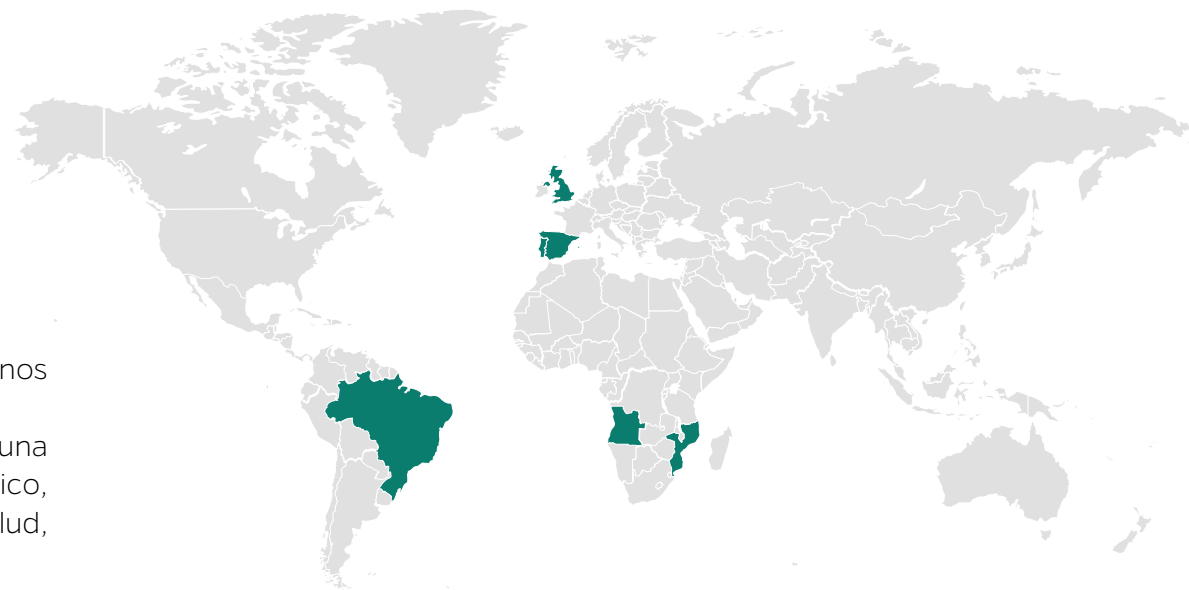 nos
una
ico,
lud,